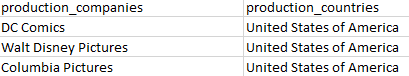 production_companies production_countries
DC Comics United States of America
Walt Disney Pictures United States of America
Columbia Pictures United States of America